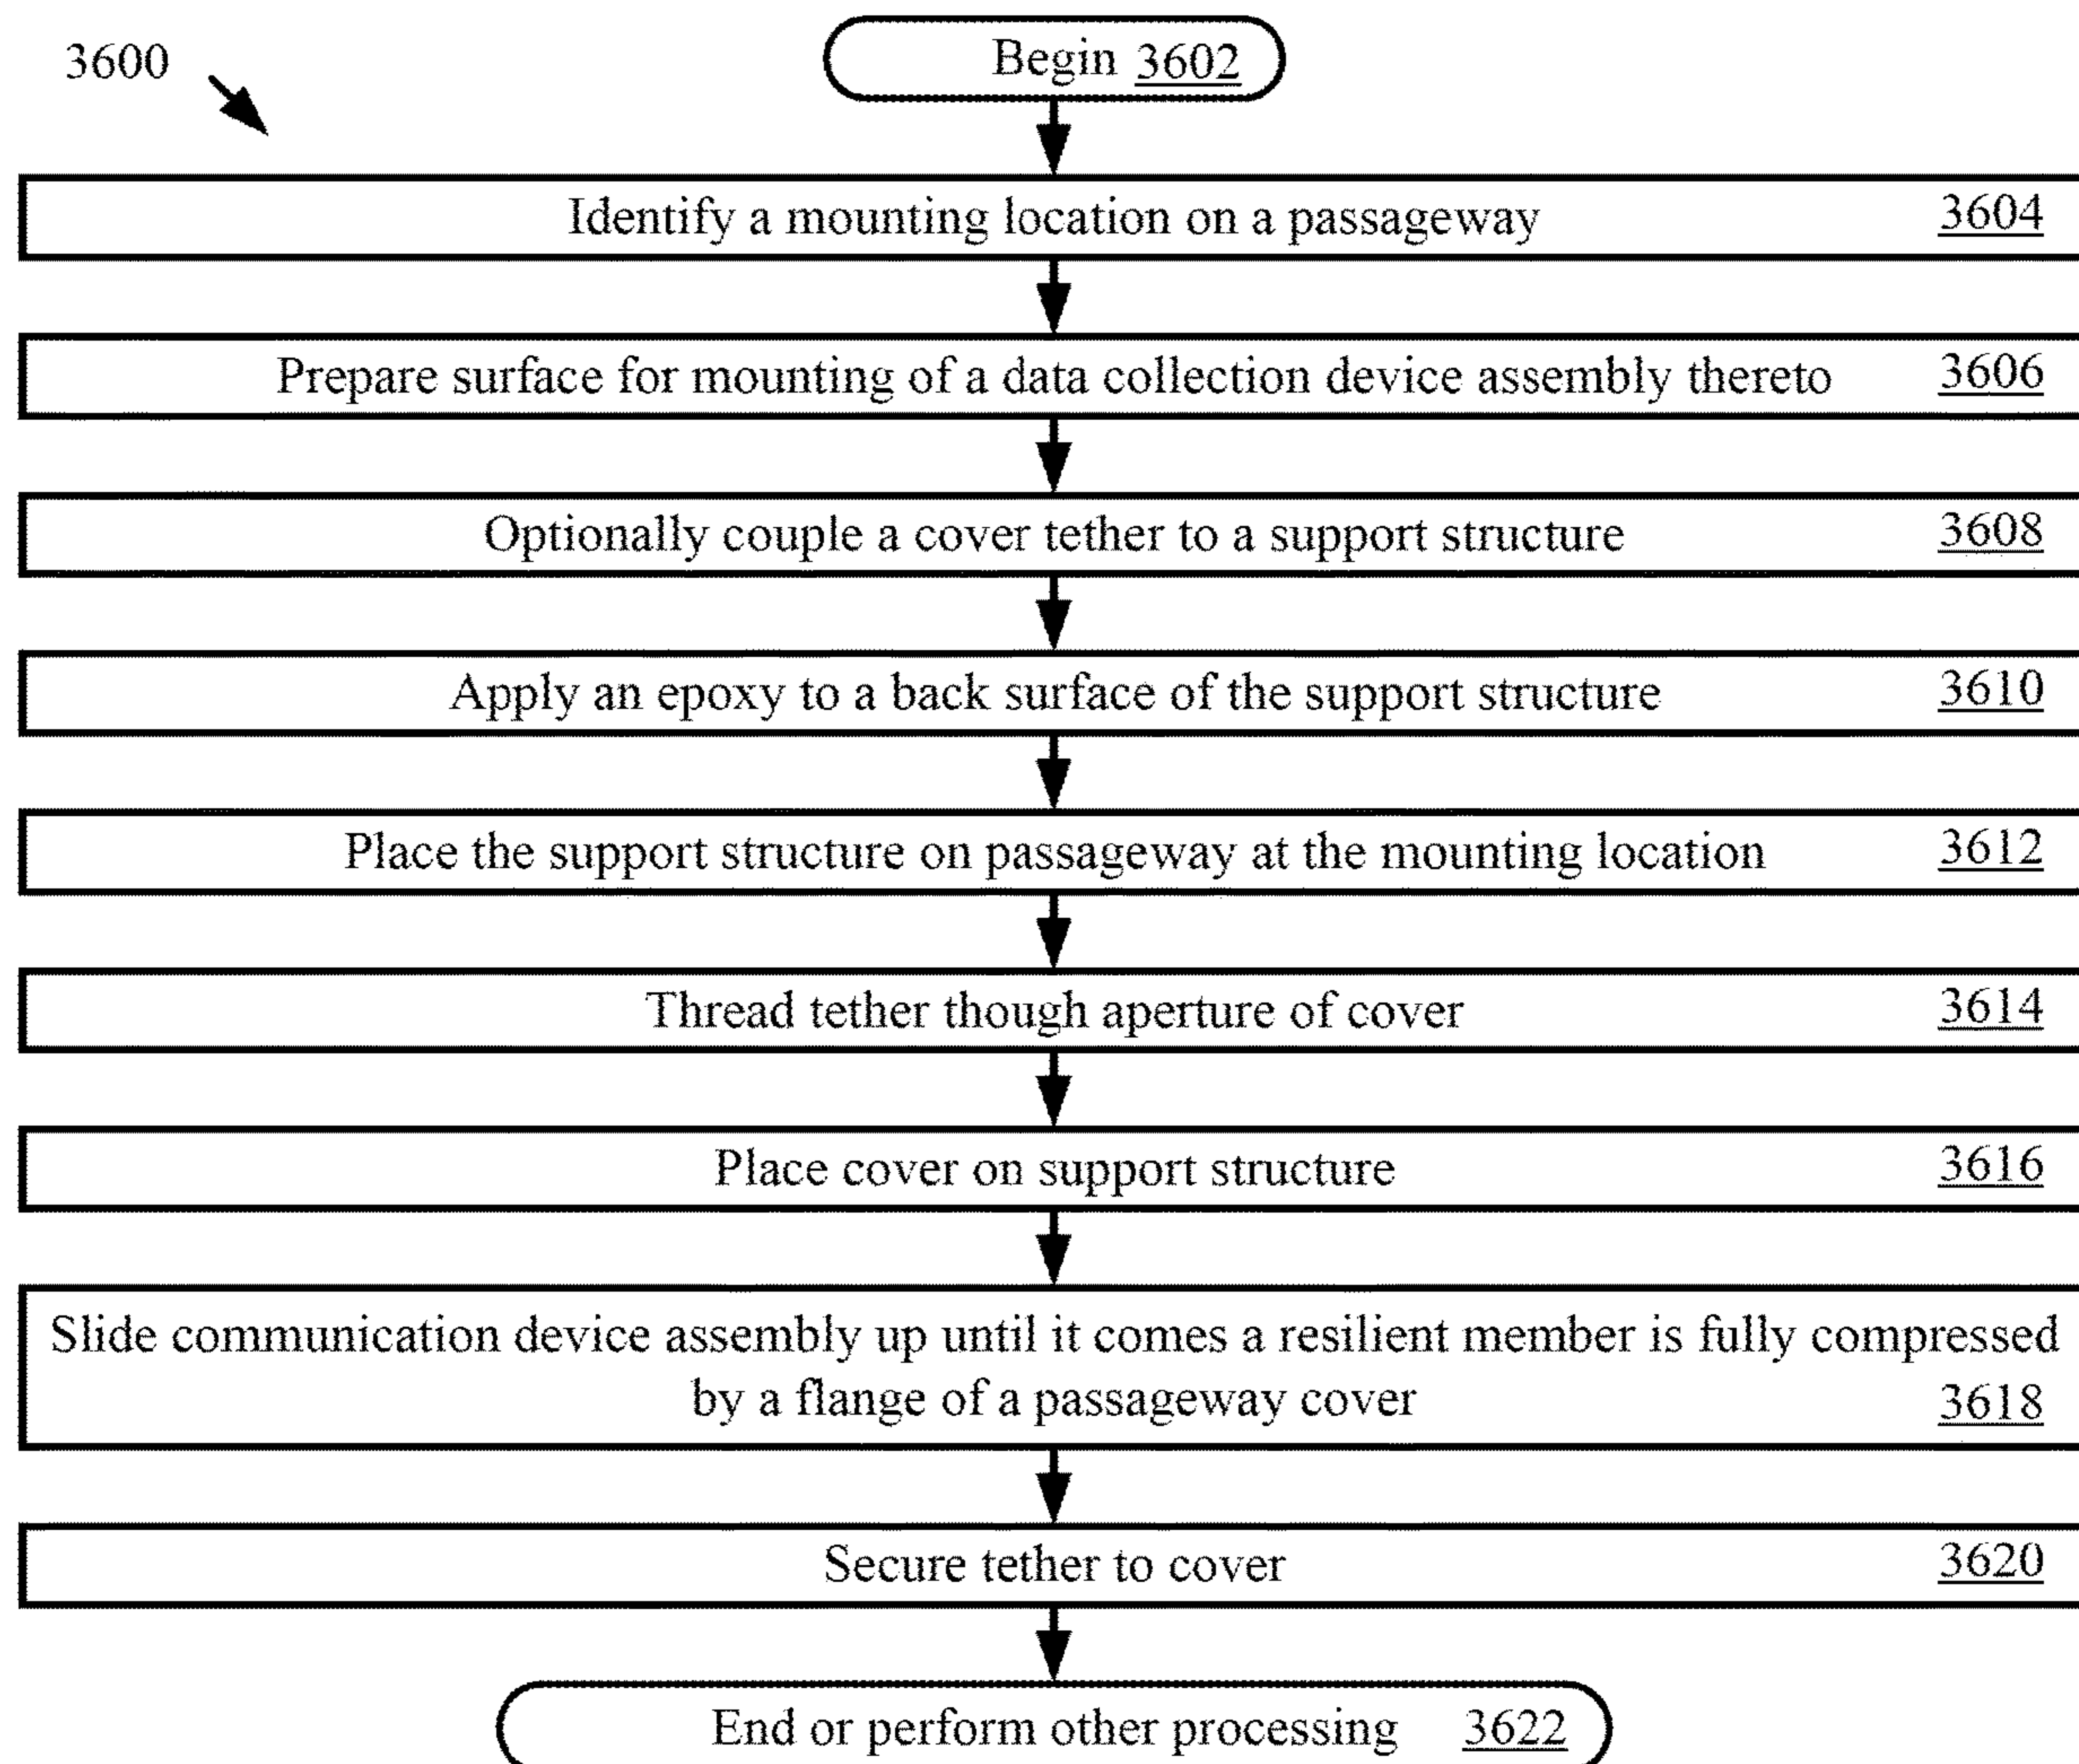 3600
Begin 3602
Identify a mounting location on a passageway 3604
Prepare surface for mounting of a data collection device assembly thereto 3606
Optionally couple a cover tether to a support structure 3608
Apply an epoxy to a back surface of the support structure 3610
Place the support structure on passageway at the mounting location 3612
Thread tether though aperture of cover 3614
Place cover on support structure 3616
Slide communication device assembly up until it comes a resilient member is fully compressed
by a flange of a passageway cover 3618
Secure tether to cover 3620
End or perform other processing 3622